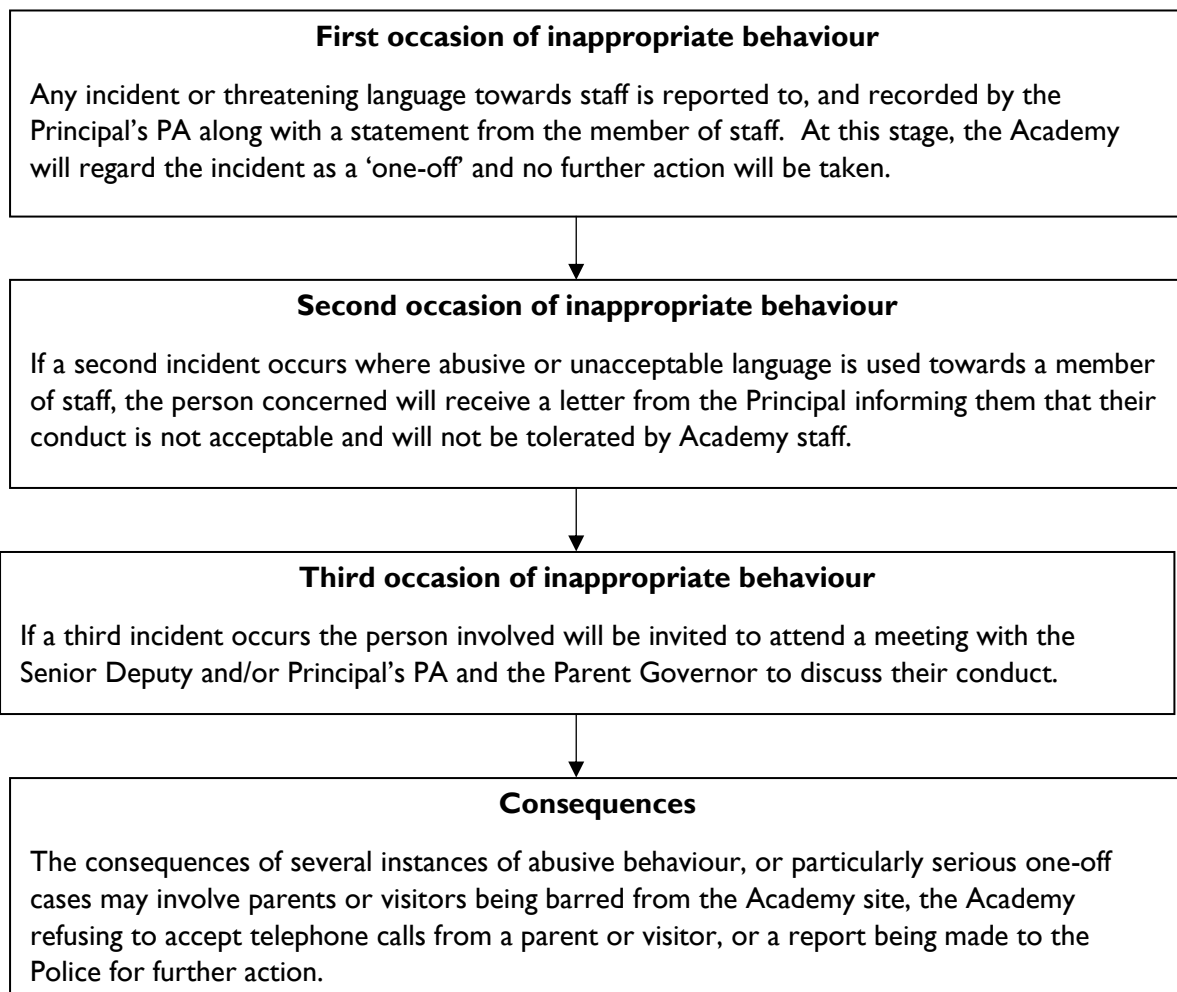 First occasion of inappropriate behaviour
Any incident or threatening language towards staff is reported to, and recorded by the
Principal’s PA along with a statement from the member of staff.  At this stage, the Academy
will regard the incident as a ‘one-off’ and no further action will be taken.
Second occasion of inappropriate behaviour
If a second incident occurs where abusive or unacceptable language is used towards a member
of staff, the person concerned will receive a letter from the Principal informing them that their
conduct is not acceptable and will not be tolerated by Academy staff.
Third occasion of inappropriate behaviour
If a third incident occurs the person involved will be invited to attend a meeting with the
Senior Deputy and/or Principal’s PA and the Parent Governor to discuss their conduct.
Consequences
The consequences of several instances of abusive behaviour, or particularly serious one-off
cases may involve parents or visitors being barred from the Academy site, the Academy
refusing to accept telephone calls from a parent or visitor, or a report being made to the
Police for further action.